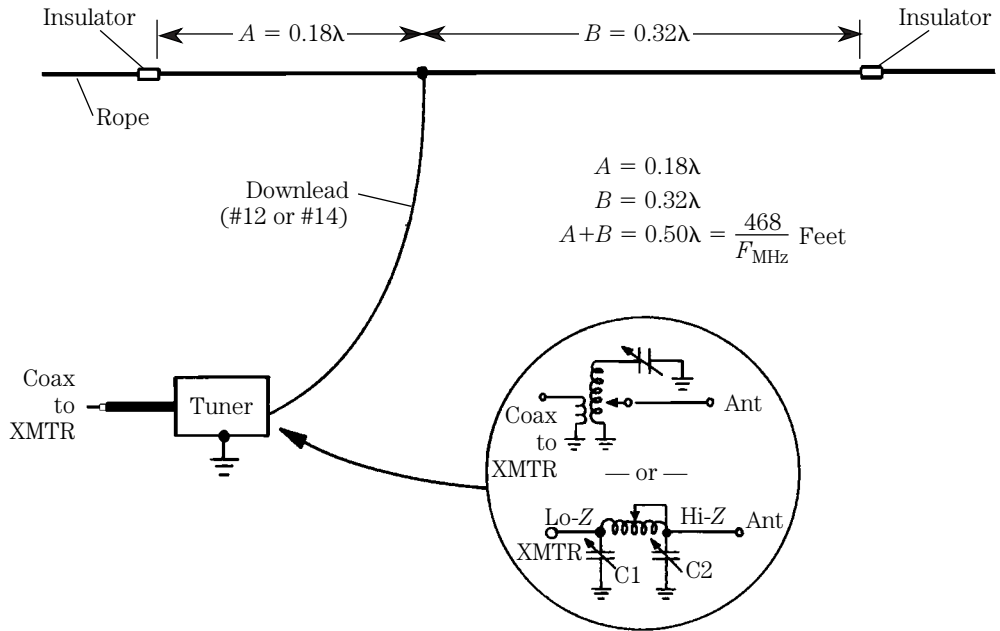 Insulator
A = 0.18λ
B = 0.32λ
Insulator
Rope
Downlead
(#12 or #14)
A = 0.18λ
B = 0.32λ
A+B = 0.50λ = 468/F_MHz Feet
Coax
to
XMTR
Tuner
Coax
to
XMTR
Ant
— or —
Lo-Z
Hi-Z
Ant
XMTR
C1
C2